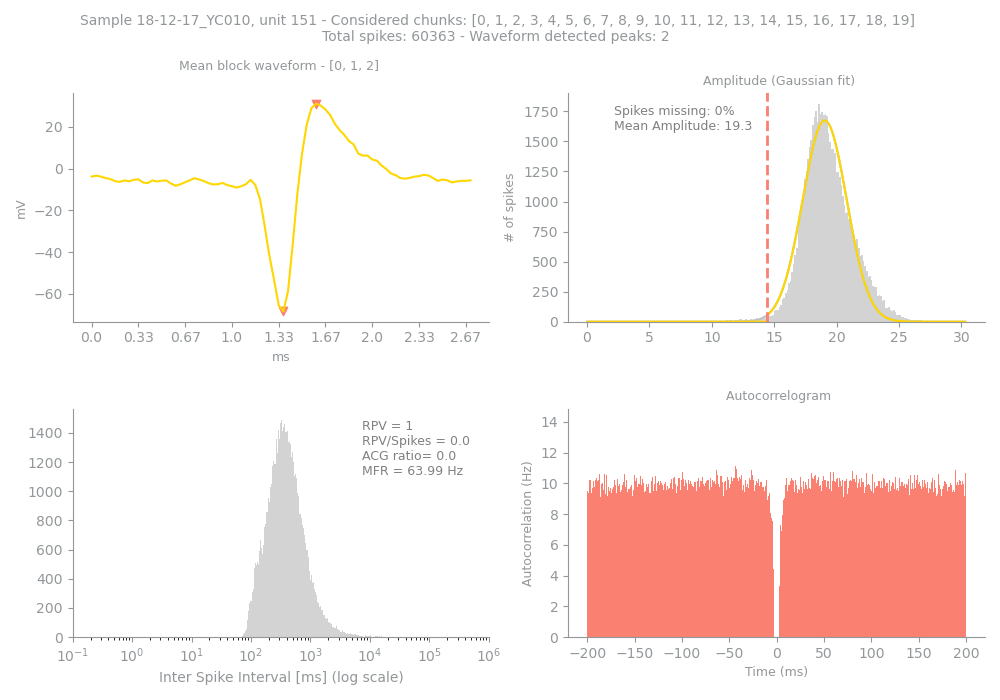 Sample 18-12-17_YC010, unit 151 - Considered chunks: [0, 1, 2, 3, 4, 5, 6, 7, 8, 9, 10, 11, 12, 13, 14, 15, 16, 17, 18, 19]
Total spikes: 60363 - Waveform detected peaks: 2
Mean block waveform - [0, 1, 2]
20
0
−20
−40
−60
mV
0.0 0.33 0.67 1.0 1.33 1.67 2.0 2.33 2.67
ms
Amplitude (Gaussian fit)
Spikes missing: 0%
Mean Amplitude: 19.3
1750
1500
1250
1000
750
500
250
0
# of spikes
0 5 10 15 20 25 30
RPV = 1
RPV/Spikes = 0.0
ACG ratio= 0.0
MFR = 63.99 Hz
1400
1200
1000
800
600
400
200
0
10⁻¹ 10⁰ 10¹ 10² 10³ 10⁴ 10⁵ 10⁶
Inter Spike Interval [ms] (log scale)
Autocorrelogram
14
12
10
8
6
4
2
0
Autocorrelation (Hz)
−200 −150 −100 −50 0 50 100 150 200
Time (ms)